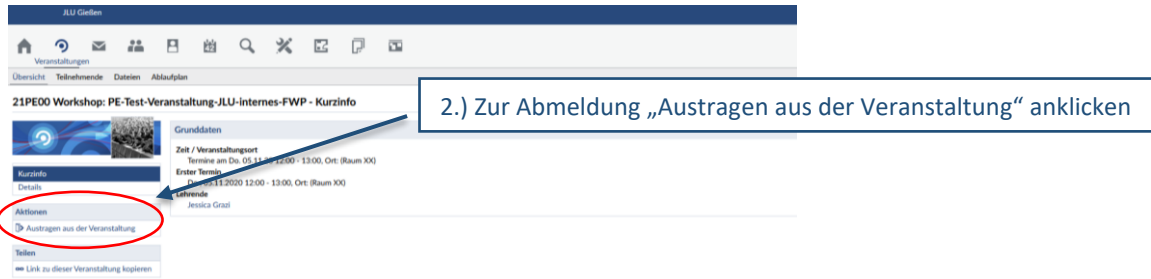 JLU Gießen
Veranstaltungen
Übersicht Teilnehmende Dateien Ablaufplan
21PE00 Workshop: PE-Test-Veranstaltung-JLU-internes-FWP - Kurzinfo
2.) Zur Abmeldung „Austragen aus der Veranstaltung“ anklicken
Grunddaten
Zeit / Veranstaltungsort
Termine am Do. 05.11. 12:00 - 13:00, Ort: (Raum XX)
Erster Termin
11.2020 12:00 - 13:00, Ort: (Raum XX)
Lehrende
Jessica Grazi
Kurzinfo
Details
Aktionen
Austragen aus der Veranstaltung
Teilen
Link zu dieser Veranstaltung kopieren